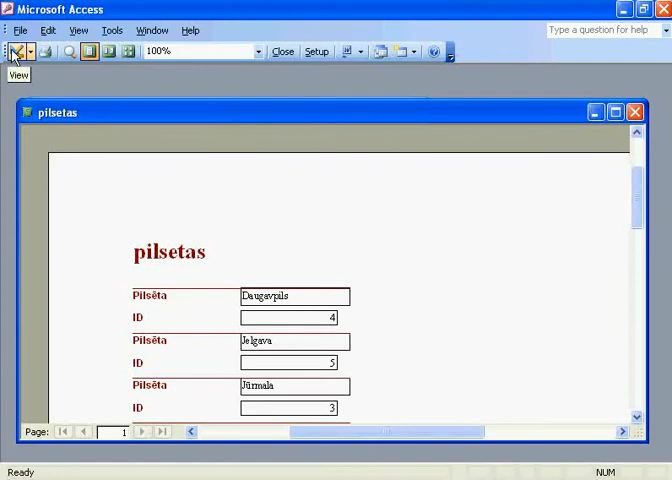 Microsoft Access
File Edit View Tools Window Help
Type a question for help
100% Close Setup
View
pilsetas
pilsetas
Pilsēta Daugavpils
ID 4
Pilsēta Jelgava
ID 5
Pilsēta Jūrmala
ID 3
Page: 1
Ready NUM